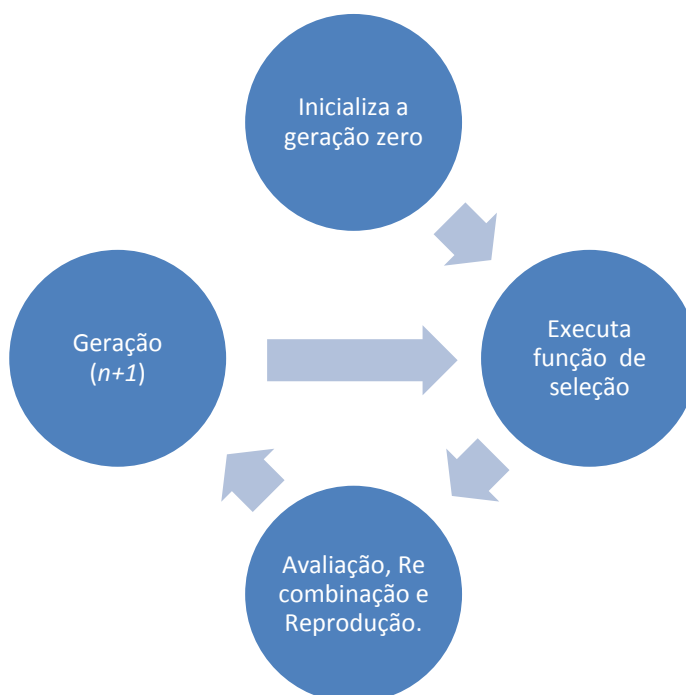 Inicializa a
geração zero
Geração
(n+1)
Executa
função de
seleção
Avaliação, Re
combinação e
Reprodução.